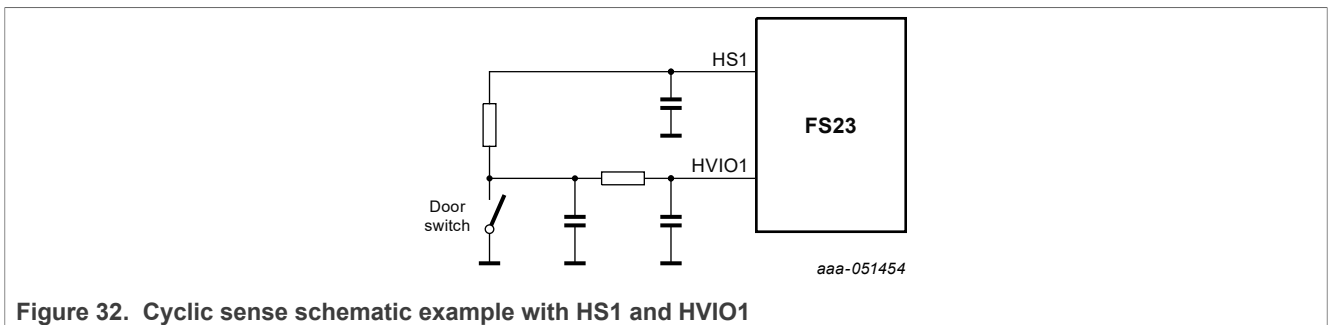 HS1
FS23
HVIO1
Door
switch
aaa-051454
Figure 32. Cyclic sense schematic example with HS1 and HVIO1